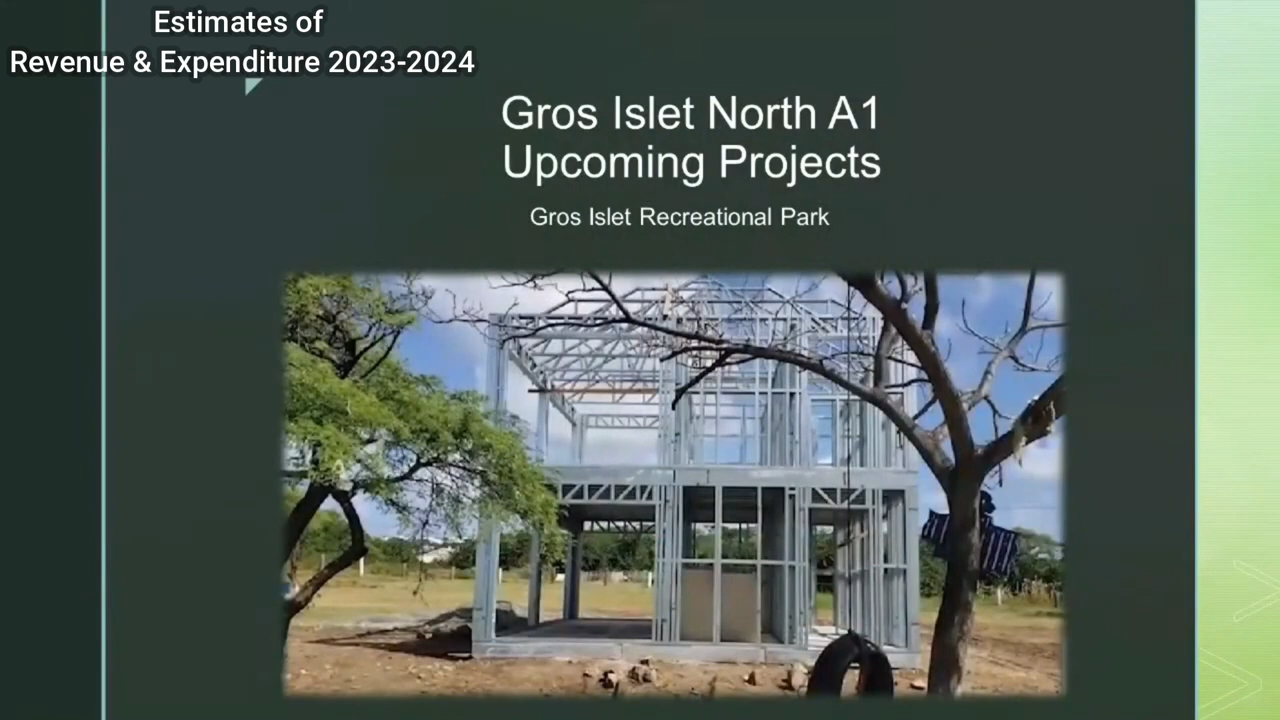 Estimates of
Revenue & Expenditure 2023-2024
Gros Islet North A1
Upcoming Projects
Gros Islet Recreational Park